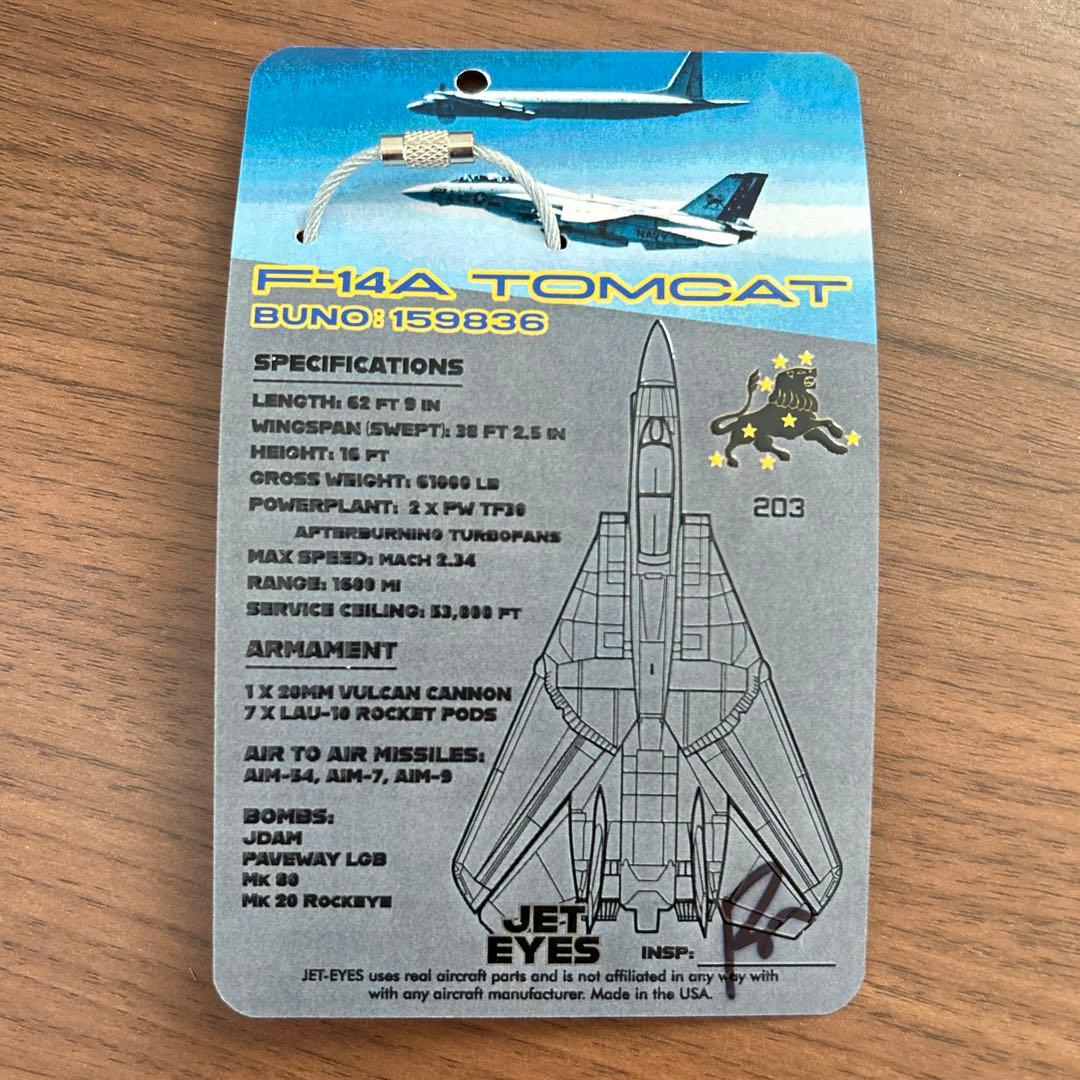 NAVY
F-14A TOMCAT
BUNO: 159836
SPECIFICATIONS
LENGTH: 62 FT 9 IN
WINGSPAN (SWEPT): 38 FT 2.5 IN
HEIGHT: 16 FT
GROSS WEIGHT: 61000 LB
POWERPLANT: 2 X PW TF30
AFTERBURNING TURBOFANS
MAX SPEED: MACH 2.34
RANGE: 1600 MI
SERVICE CEILING: 53,000 FT
203
ARMAMENT
1 X 20MM VULCAN CANNON
7 X LAU-10 ROCKET PODS
AIR TO AIR MISSILES:
AIM-54, AIM-7, AIM-9
BOMBS:
JDAM
PAVEWAY LGB
MK 80
MK 20 ROCKEYE
JET
EYES
INSP:
JET-EYES uses real aircraft parts and is not affiliated in any way with
with any aircraft manufacturer. Made in the USA.